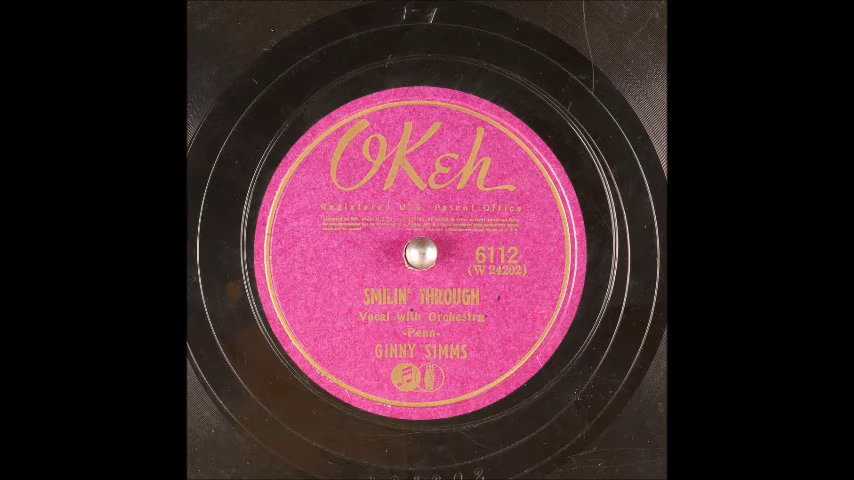 OKeh
Registered U.S. Patent Office
6112
(W 24202)
SMILIN' THROUGH
Vocal with Orchestra
-Penn-
GINNY SIMMS